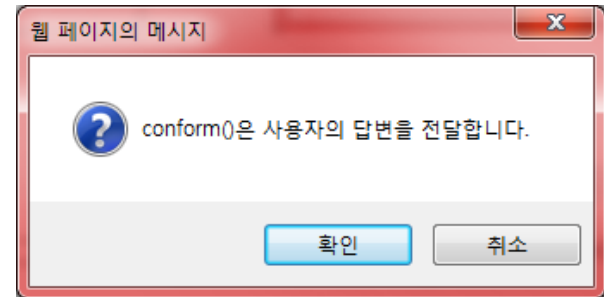 웹 페이지의 메시지
conform()은 사용자의 답변을 전달합니다.
확인
취소